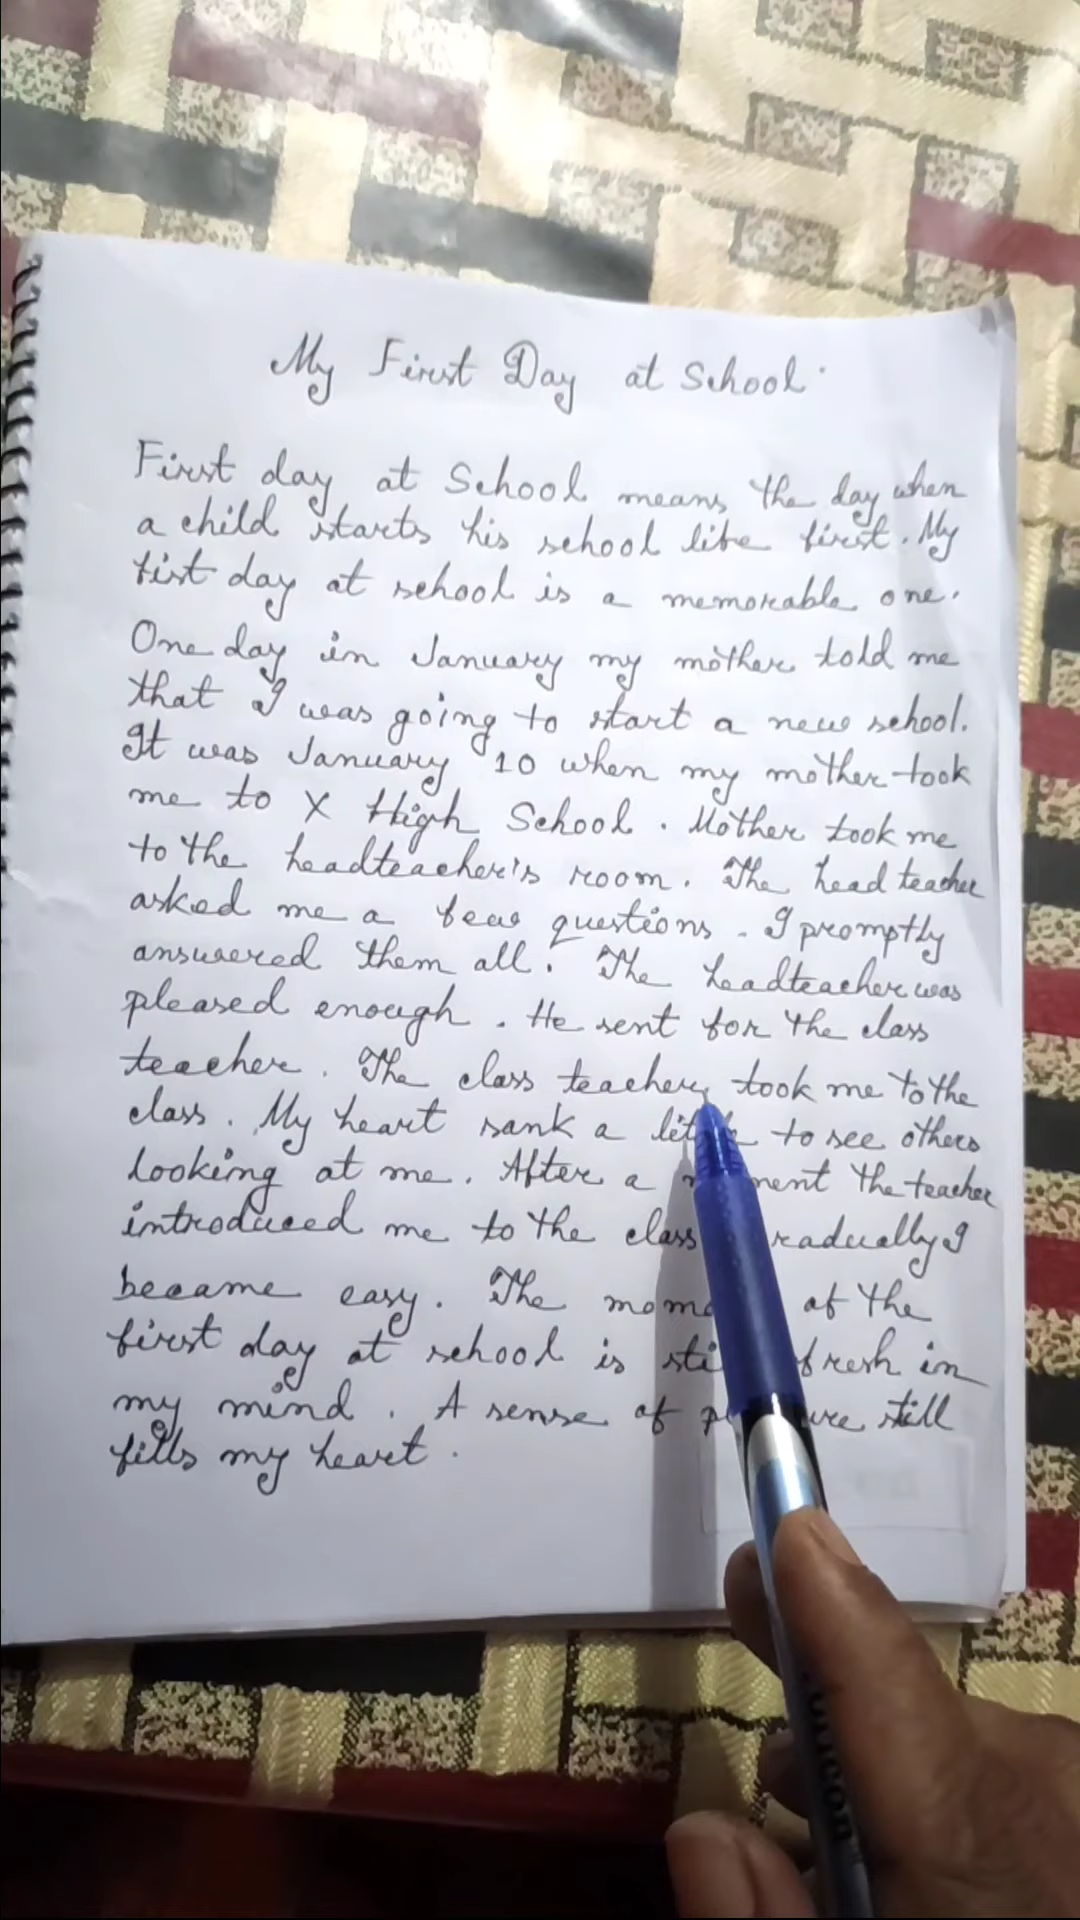 My First Day at School.
First day at School means the day when
a child starts his school life first. My
fist day at school is a memorable one.
One day in January my mother told me
that I was going to start a new school.
It was January 10 when my mother took
me to X High School. Mother took me
to the headteacher's room. The head teacher
asked me a few questions. I promptly
answered them all. The headteacher was
pleased enough. He sent for the class
teacher. The class teacher took me to the
class. My heart sank a to see others
looking at me. After a the teacher
introduced me to the class I
became easy. The of the
first day at school is fresh in
my mind. A sense of still
fills my heart.